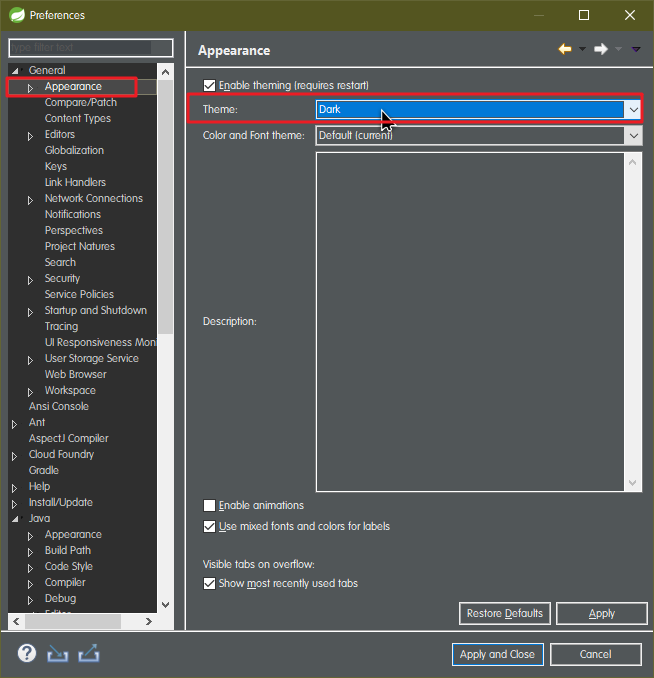 Preferences
type filter text
General
Appearance
Compare/Patch
Content Types
Editors
Globalization
Keys
Link Handlers
Network Connections
Notifications
Perspectives
Project Natures
Search
Security
Service Policies
Startup and Shutdown
Tracing
UI Responsiveness Moni
User Storage Service
Web Browser
Workspace
Ansi Console
Ant
AspectJ Compiler
Cloud Foundry
Gradle
Help
Install/Update
Java
Appearance
Build Path
Code Style
Compiler
Debug
Editor
Appearance
Enable theming (requires restart)
Theme: Dark
Color and Font theme: Default (current)
Description:
Enable animations
Use mixed fonts and colors for labels
Visible tabs on overflow:
Show most recently used tabs
Restore Defaults Apply
? Apply and Close Cancel